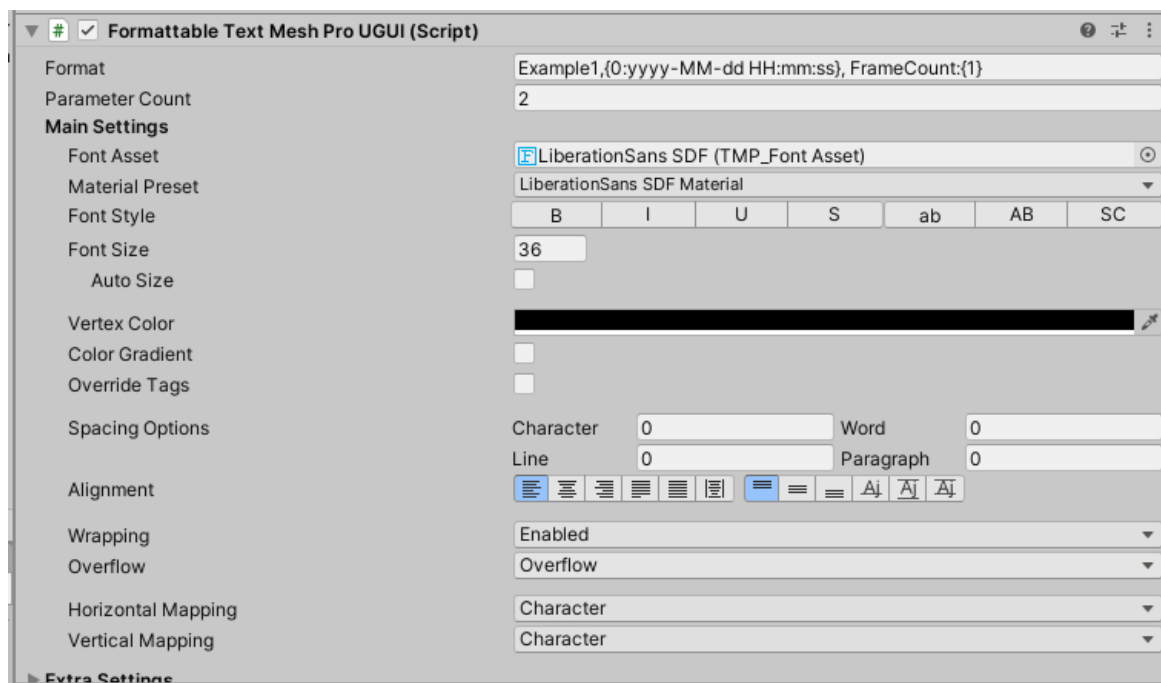 Formattable Text Mesh Pro UGUI (Script)
Format Example1,{0:yyyy-MM-dd HH:mm:ss}, FrameCount:{1}
Parameter Count 2
Main Settings
Font Asset LiberationSans SDF (TMP_Font Asset)
Material Preset LiberationSans SDF Material
Font Style B I U S ab AB SC
Font Size 36
Auto Size
Vertex Color
Color Gradient
Override Tags
Spacing Options Character 0 Word 0
Line 0 Paragraph 0
Alignment
Wrapping Enabled
Overflow Overflow
Horizontal Mapping Character
Vertical Mapping Character
Extra Settings